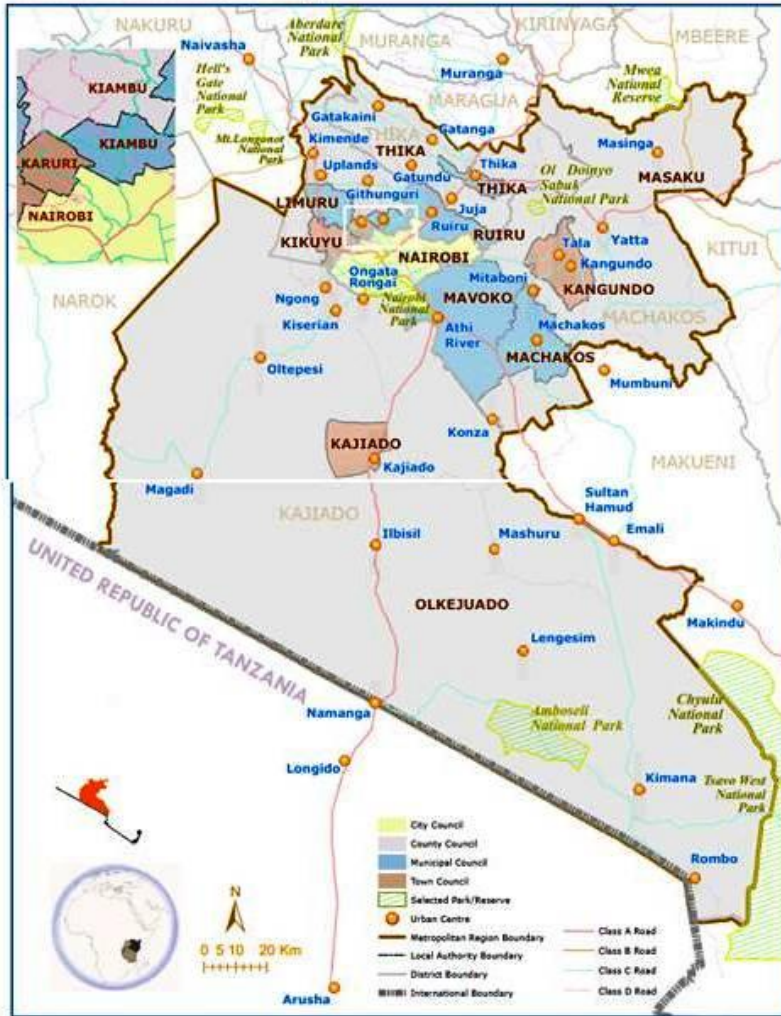 NAKURU
Aberdare
National
Park
MURANGA
KIRINYAGA
MBEERE
Naivasha
Hell's
Gate
National
Park
Muranga
Mwea
National
Reserve
MARAGUA
KIAMBU
KIAMBU
KARURI
NAIROBI
Mt.Longonot
National
Park
Gatakaini
THIKA
Gatanga
Kimende
THIKA
Uplands
Gatundu
Thika
THIKA
Githunguri
Masinga
MASAKU
Ol Doinyo
Sabuk
National Park
LIMURU
Juja
Ruiru
RUIRU
KIKUYU
NAIROBI
Yatta
Tala
Kangundo
KANGUNDO
KITUI
NAROK
Ongata
Rongai
Ngong
Nairobi
National
Park
Mitaboni
MAVOKO
Kiserian
Athi
River
Machakos
MACHAKOS
MACHAKOS
Oltepesi
Mumbuni
Konza
KAJIADO
Kajiado
MAKUENI
Magadi
KAJIADO
Sultan
Hamud
Emali
Ilbisil
Mashuru
UNITED REPUBLIC OF TANZANIA
OLKEJUADO
Makindu
Lengesim
Chyulu
National
Park
Amboseli
National Park
Namanga
Longido
Kimana
Tsavo West
National
Park
Rombo
Arusha
N
0 5 10 20 Km
City Council
County Council
Municipal Council
Town Council
Selected Park/Reserve
Urban Centre
Metropolitan Region Boundary
Local Authority Boundary
District Boundary
International Boundary
Class A Road
Class B Road
Class C Road
Class D Road